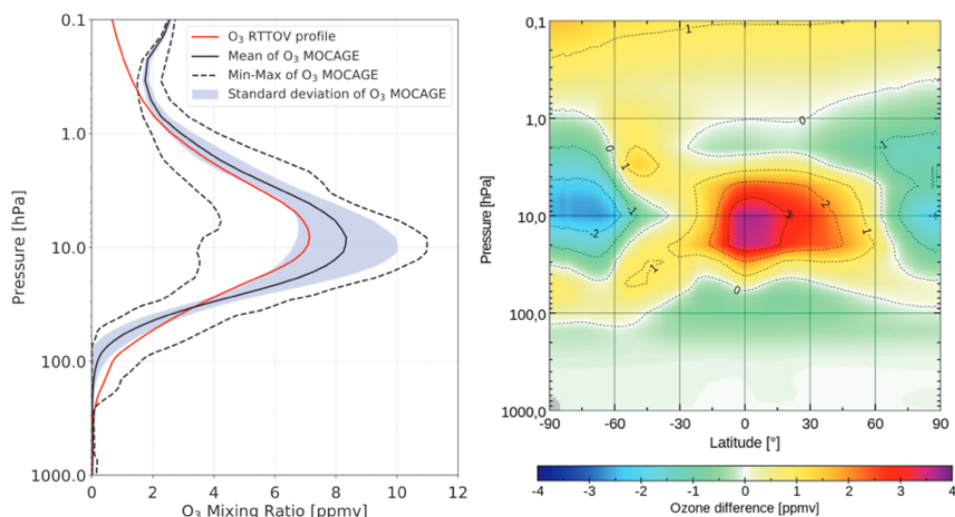 O₃ RTTOV profile
Mean of O₃ MOCAGE
Min-Max of O₃ MOCAGE
Standard deviation of O₃ MOCAGE
0.1
1.0
10.0
100.0
1000.0
Pressure [hPa]
0 2 4 6 8 10 12
O₃ Mixing Ratio [ppmv]
0,1
1,0
10,0
100,0
1000,0
Pressure [hPa]
1
0
0
-1
1
-1
-2
2
3
1
1
0
-90 -60 -30 0 30 60 90
Latitude [°]
-4 -3 -2 -1 0 1 2 3 4
Ozone difference [ppmv]